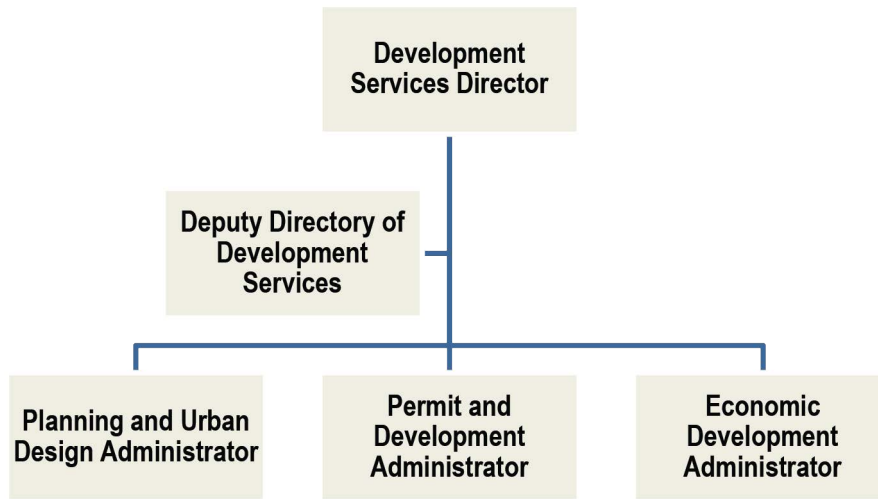 Development
Services Director
Deputy Directory of
Development
Services
Planning and Urban
Design Administrator
Permit and
Development
Administrator
Economic
Development
Administrator